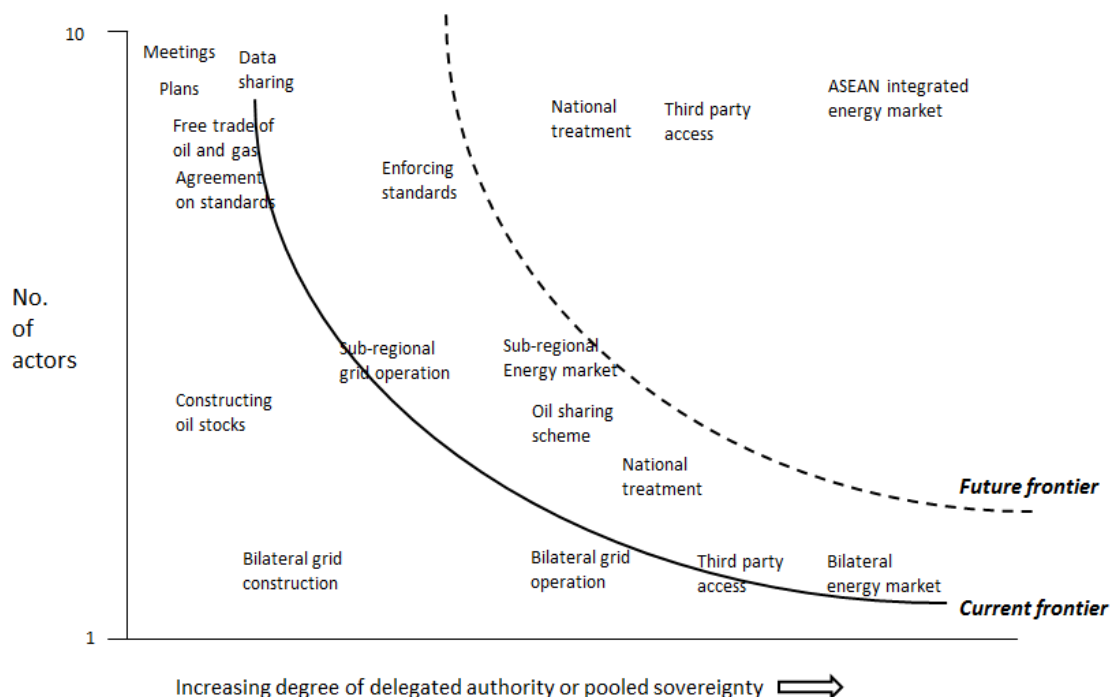 10
Meetings
Data
sharing
Plans
ASEAN integrated
energy market
National
treatment
Third party
access
Free trade of
oil and gas
Enforcing
standards
Agreement
on standards
No.
of
actors
Sub-regional
grid operation
Sub-regional
Energy market
Constructing
oil stocks
Oil sharing
scheme
National
treatment
Future frontier
Bilateral grid
construction
Bilateral grid
operation
Third party
access
Bilateral
energy market
Current frontier
1
Increasing degree of delegated authority or pooled sovereignty